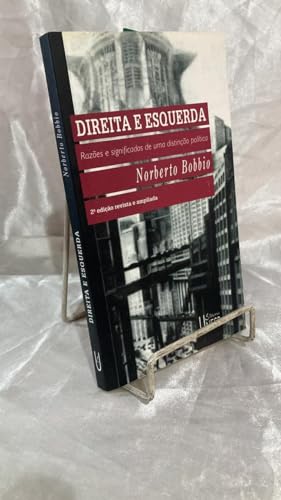 DIREITA E ESQUERDA
Razões e significados de uma distinção política
Norberto Bobbio
2ª edição revista e ampliada
Norberto Bobbio
DIREITA E ESQUERDA